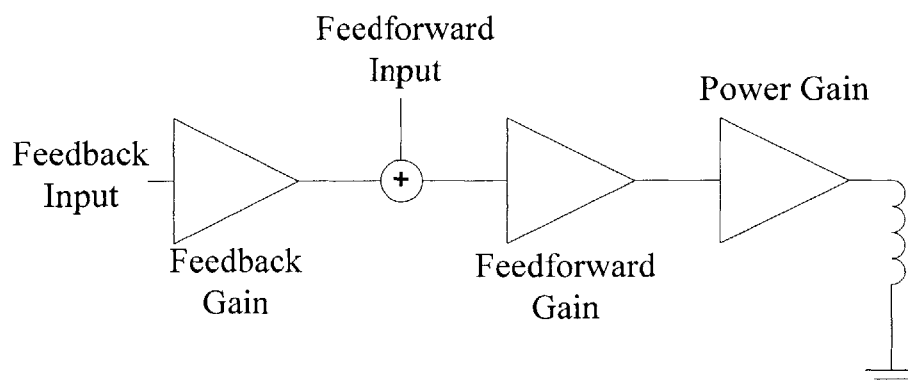 Feedforward
Input
Power Gain
Feedback
Input
+
Feedback
Gain
Feedforward
Gain